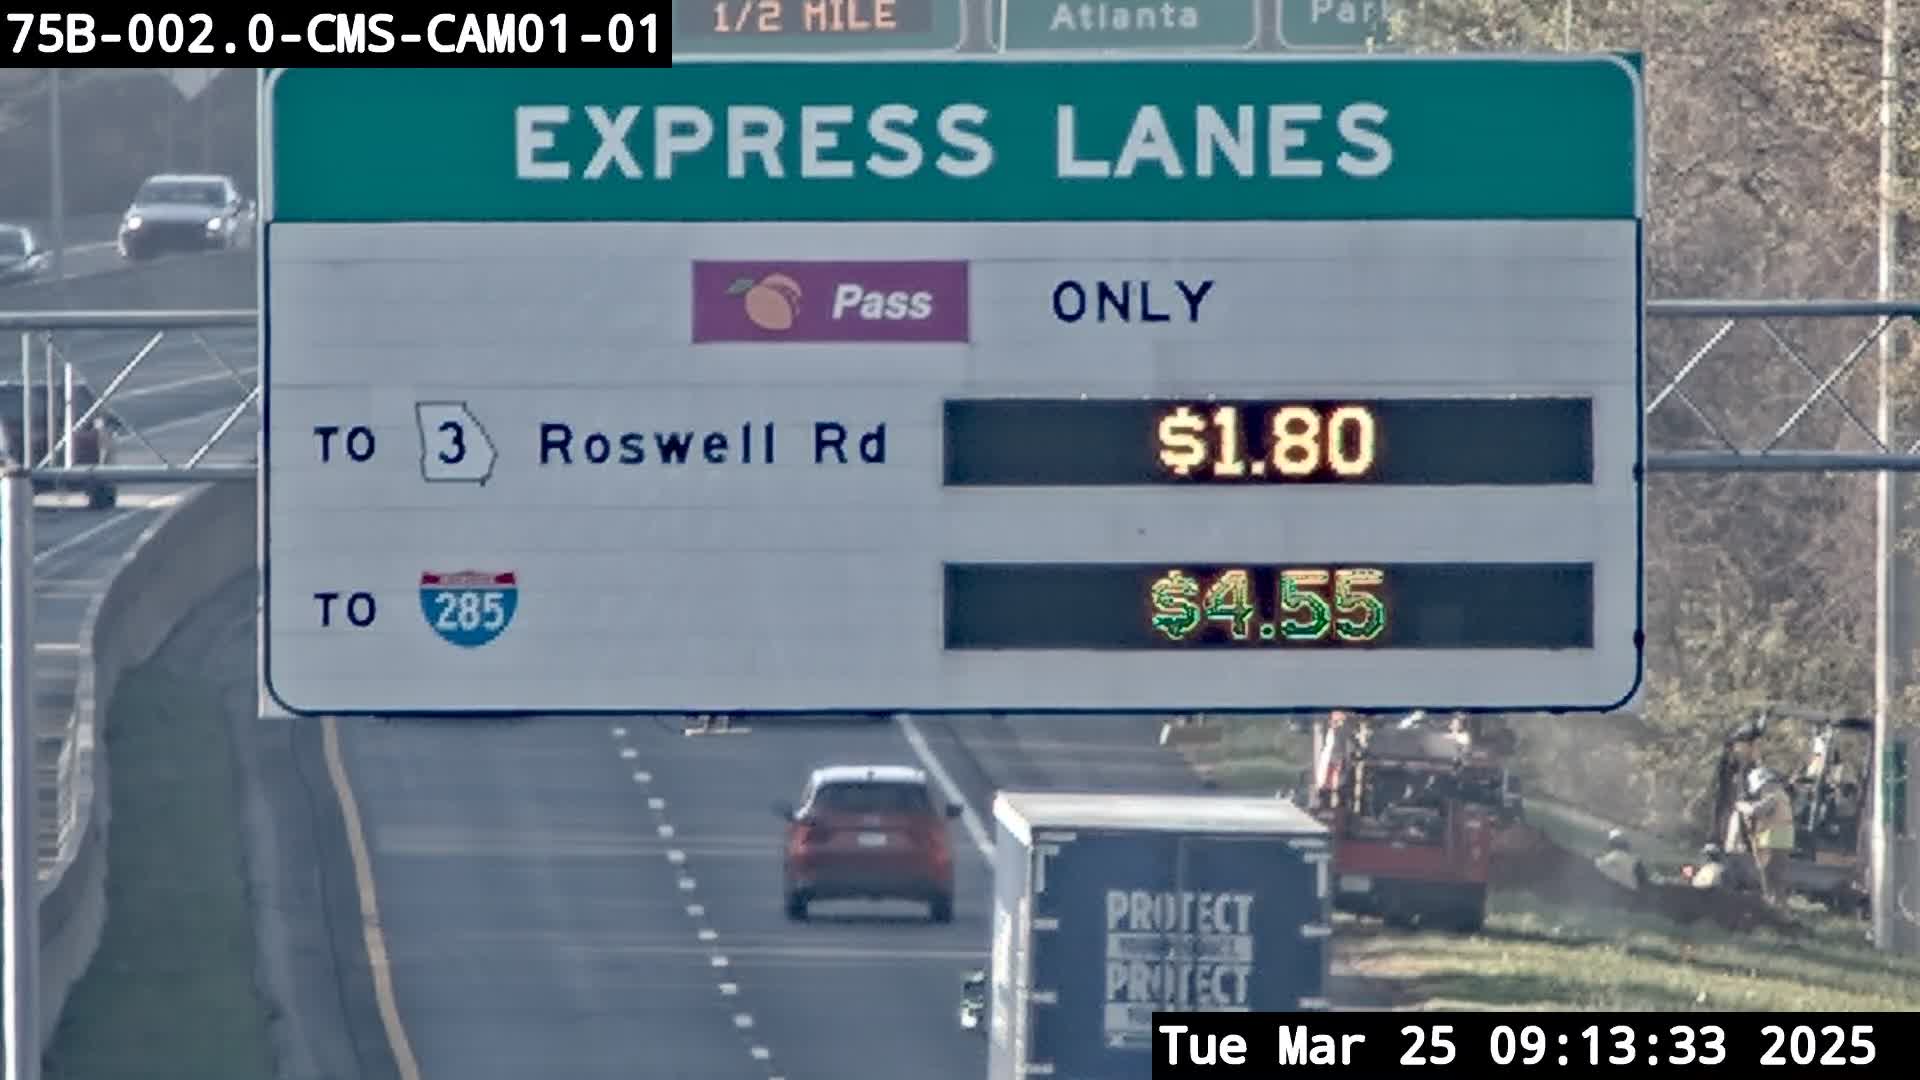 75B-002.0-CMS-CAM01-01
1/2 MILE
Atlanta
EXPRESS LANES
Pass ONLY
TO 3 Roswell Rd $1.80
TO 285 $4.55
PROTECT
PROTECT
Tue Mar 25 09:13:33 2025